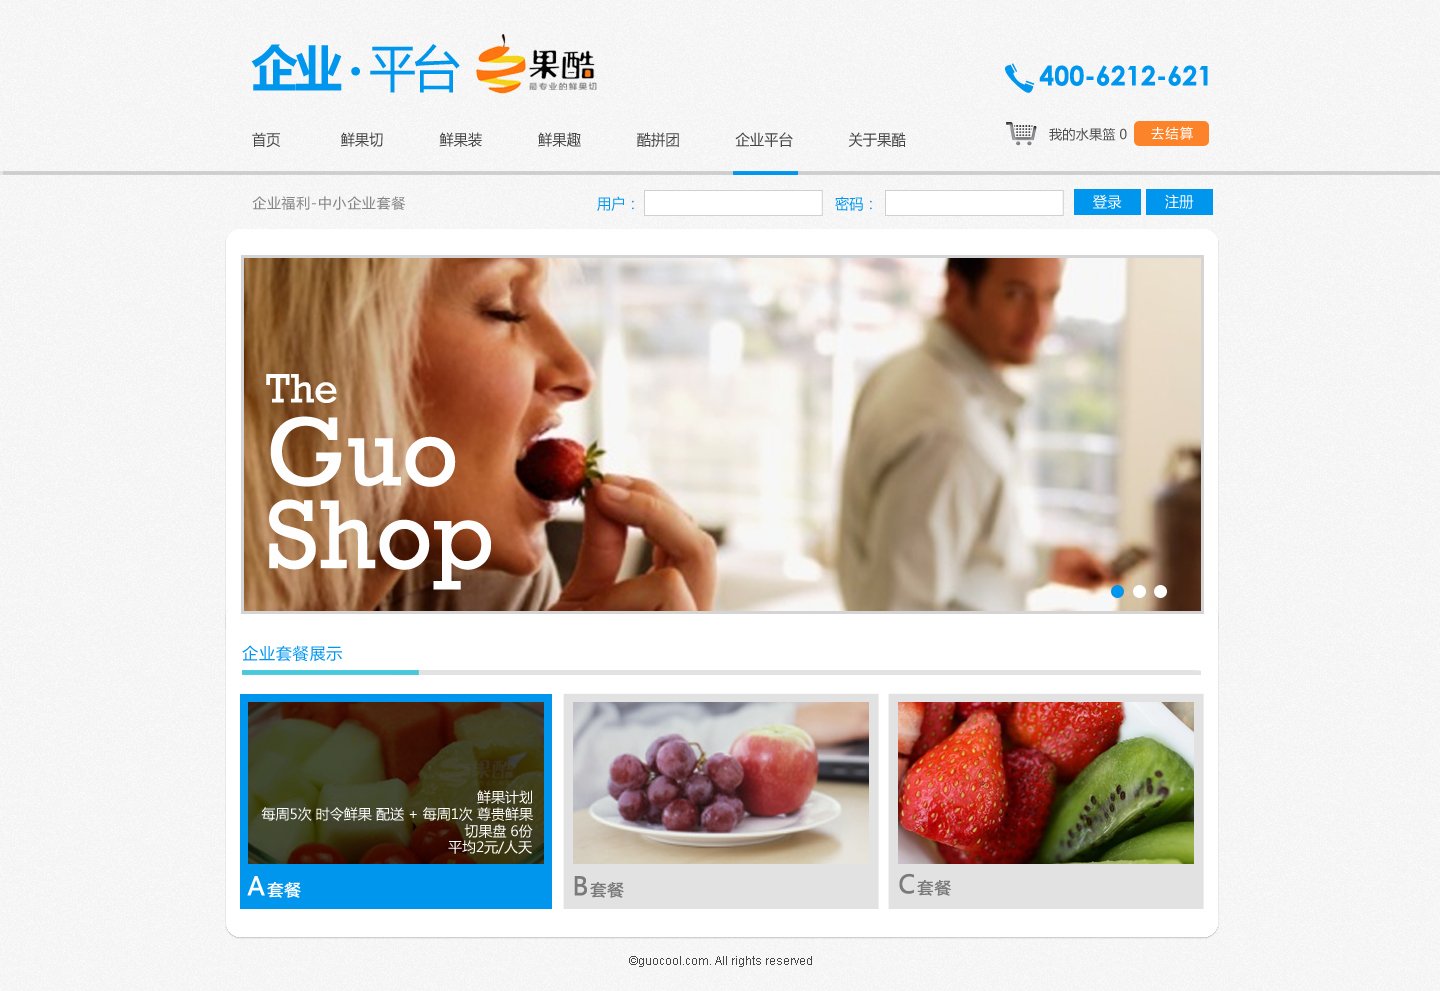 企业·平台
果酷
最专业的鲜果切
400-6212-621
首页 鲜果切 鲜果装 鲜果趣 酷拼团 企业平台 关于果酷
我的水果篮 0 去结算
企业福利-中小企业套餐
用户： 密码： 登录 注册
The
Guo
Shop
企业套餐展示
果酷
鲜果计划
每周5次 时令鲜果 配送 + 每周1次 尊贵鲜果
切果盘 6份
平均2元/人天
A 套餐
B 套餐
C 套餐
©guocool.com. All rights reserved